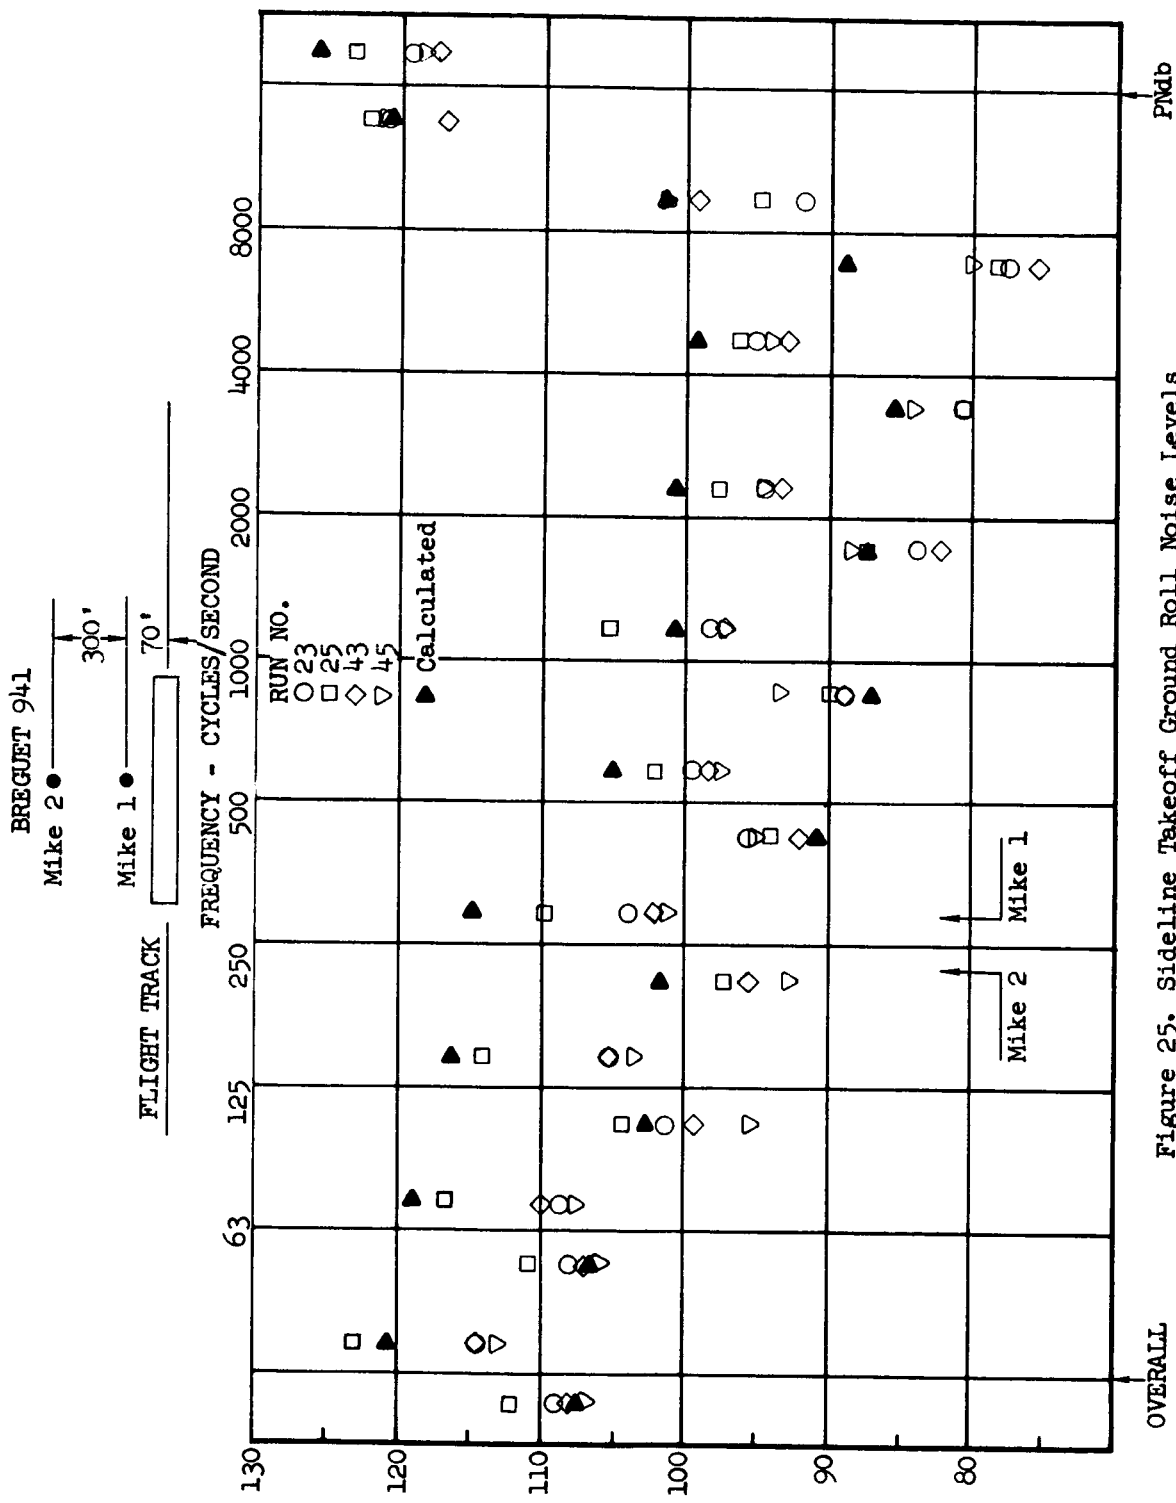 BREGUET 941
Mike 2
300'
Mike 1
70'
FLIGHT TRACK
FREQUENCY - CYCLES/SECOND
63 125 250 500 1000 2000 4000 8000
RUN NO.
23
25
43
45
Calculated
130
120
110
100
90
80
Mike 2
Mike 1
OVERALL
PNdb
Figure 25. Sideline Takeoff Ground Roll Noise Levels